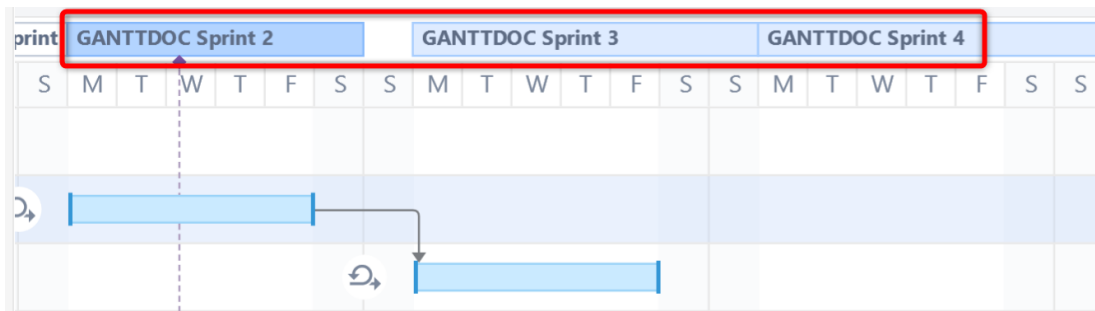 print GANTTDOC Sprint 2 GANTTDOC Sprint 3 GANTTDOC Sprint 4
S M T W T F S S M T W T F S S M T W T F S S